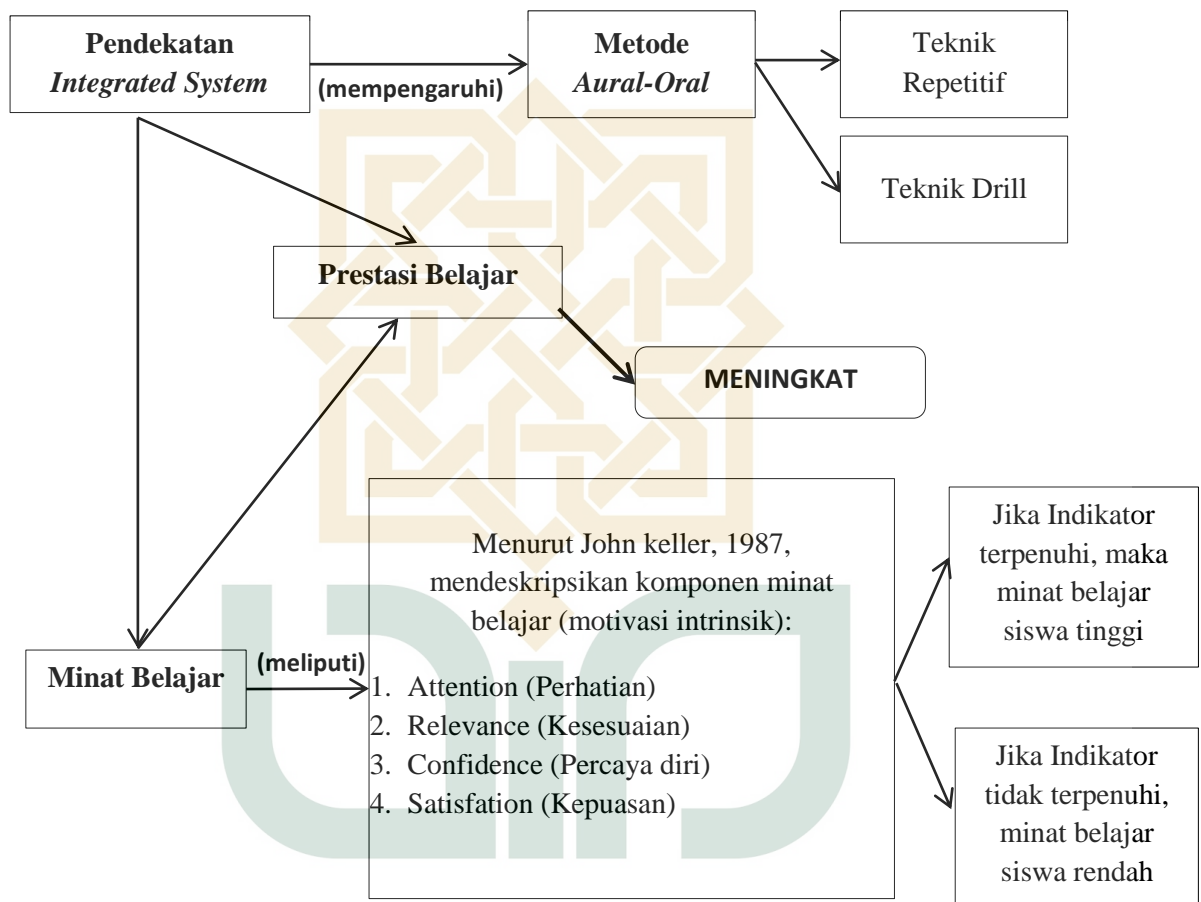 Pendekatan
Integrated System
(mempengaruhi)
Metode
Aural-Oral
Teknik
Repetitif
Teknik Drill
Prestasi Belajar
MENINGKAT
Menurut John keller, 1987,
mendeskripsikan komponen minat
belajar (motivasi intrinsik):
1. Attention (Perhatian)
2. Relevance (Kesesuaian)
3. Confidence (Percaya diri)
4. Satisfation (Kepuasan)
Minat Belajar
(meliputi)
Jika Indikator
terpenuhi, maka
minat belajar
siswa tinggi
Jika Indikator
tidak terpenuhi,
minat belajar
siswa rendah